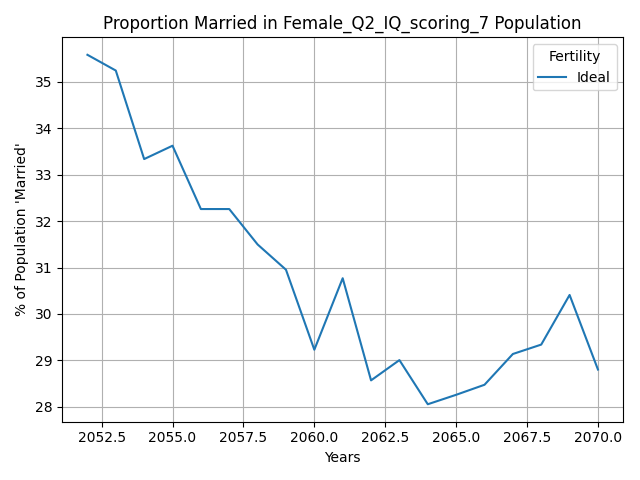 Proportion Married in Female_Q2_IQ_scoring_7 Population
Fertility
Ideal
% of Population 'Married'
35
34
33
32
31
30
29
28
2052.5 2055.0 2057.5 2060.0 2062.5 2065.0 2067.5 2070.0
Years